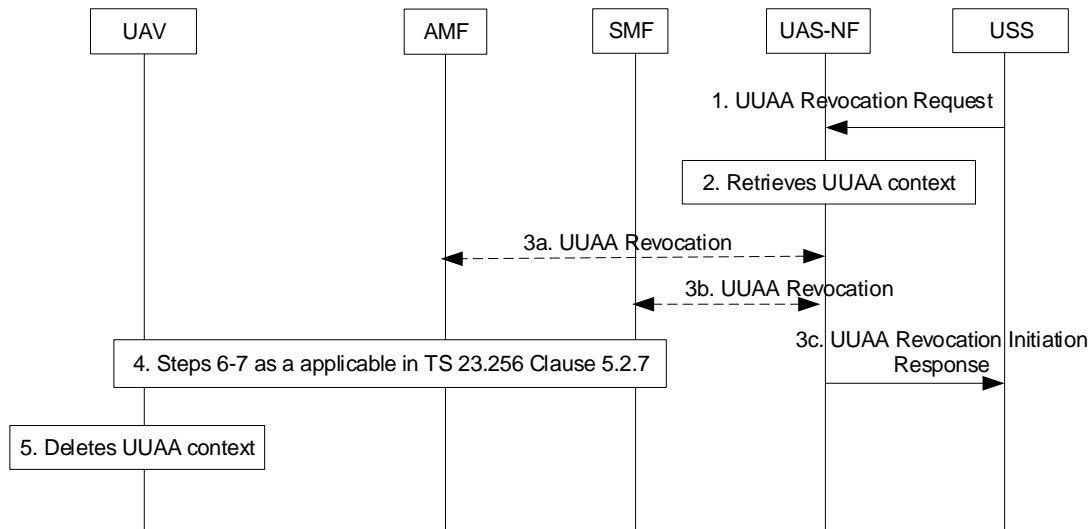 UAV
AMF
SMF
UAS-NF
USS
1. UUAA Revocation Request
2. Retrieves UUAA context
3a. UUAA Revocation
3b. UUAA Revocation
3c. UUAA Revocation Initiation
Response
4. Steps 6-7 as a applicable in TS 23.256 Clause 5.2.7
5. Deletes UUAA context